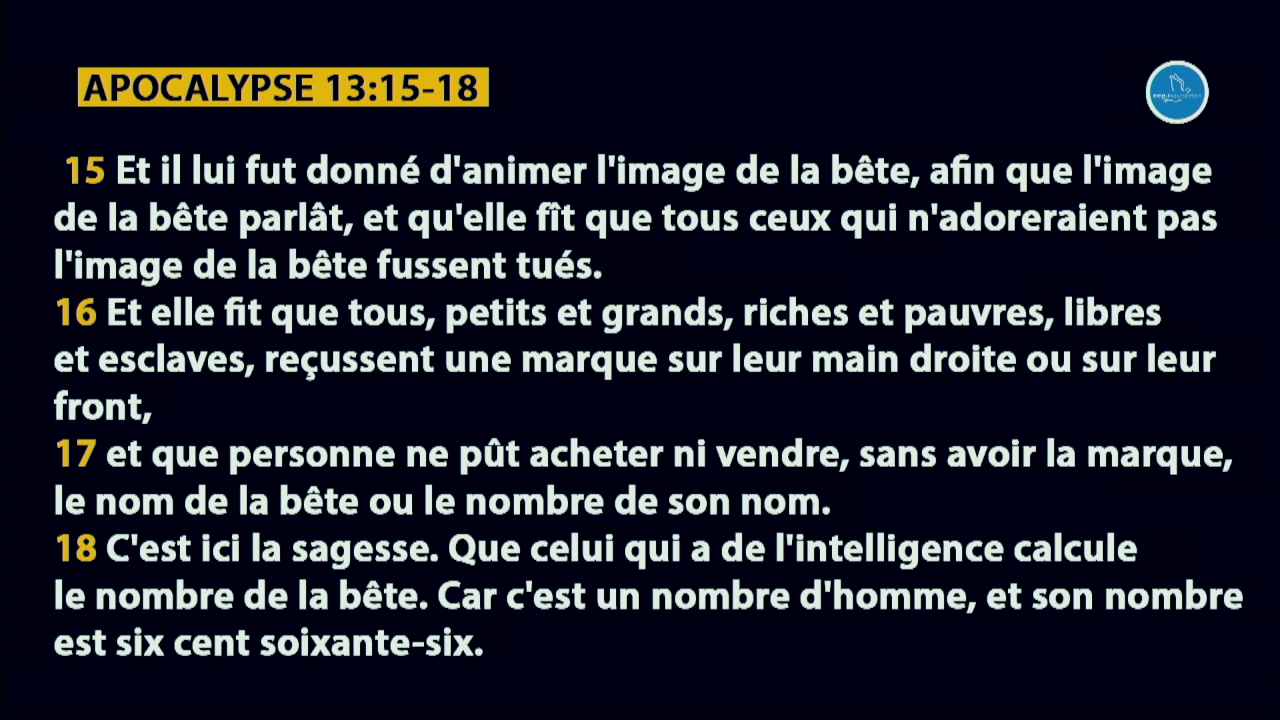 APOCALYPSE 13:15-18
15 Et il lui fut donné d'animer l'image de la bête, afin que l'image
de la bête parlât, et qu'elle fît que tous ceux qui n'adoreraient pas
l'image de la bête fussent tués.
16 Et elle fit que tous, petits et grands, riches et pauvres, libres
et esclaves, reçussent une marque sur leur main droite ou sur leur
front,
17 et que personne ne pût acheter ni vendre, sans avoir la marque,
le nom de la bête ou le nombre de son nom.
18 C'est ici la sagesse. Que celui qui a de l'intelligence calcule
le nombre de la bête. Car c'est un nombre d'homme, et son nombre
est six cent soixante-six.